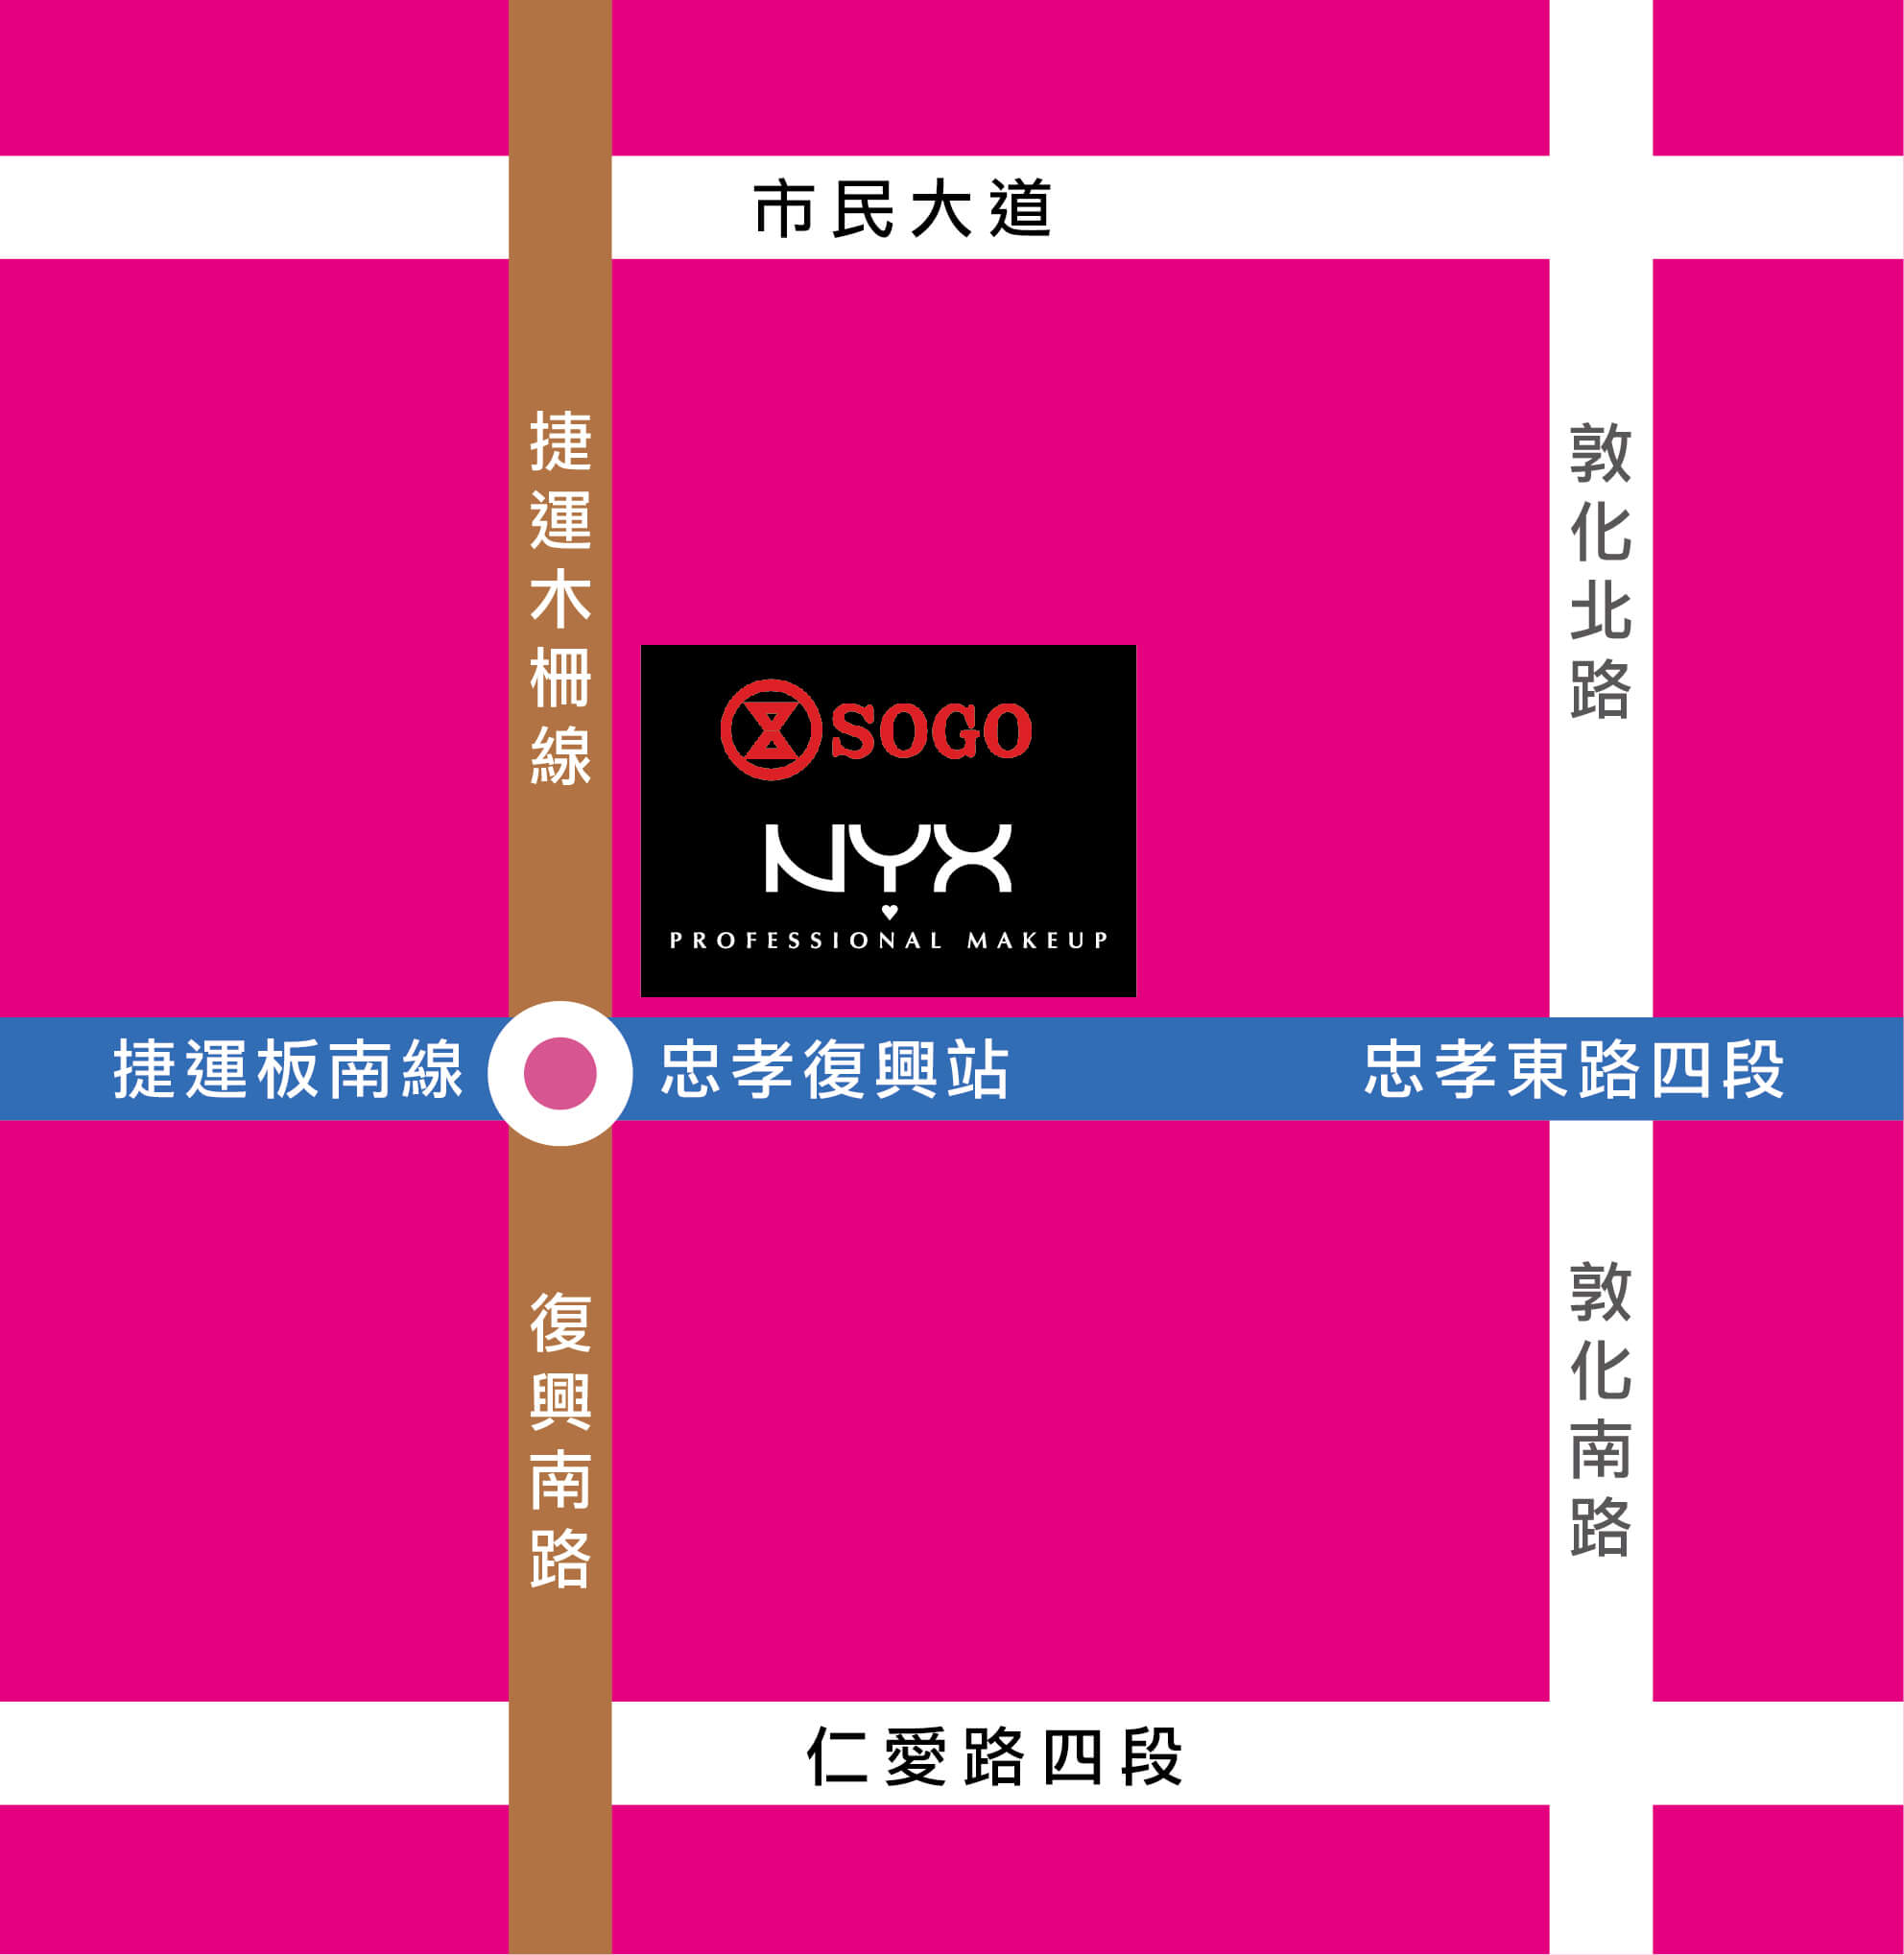 市民大道
捷運木柵線
敦化北路
SOGO
NYX
PROFESSIONAL MAKEUP
捷運板南線
忠孝復興站
忠孝東路四段
復興南路
敦化南路
仁愛路四段